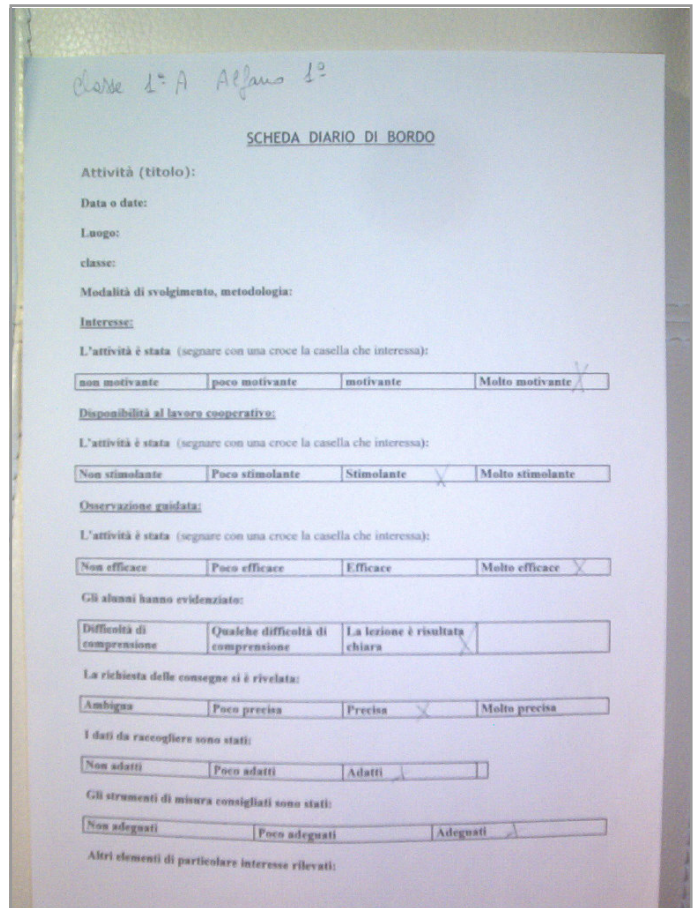 Classe 1ª A Alfano 1º
SCHEDA DIARIO DI BORDO
Attività (titolo):
Data o date:
Luogo:
classe:
Modalità di svolgimento, metodologia:
Interesse:
L'attività è stata (segnare con una croce la casella che interessa):
non motivante poco motivante motivante Molto motivante X
Disponibilità al lavoro cooperativo:
L'attività è stata (segnare con una croce la casella che interessa):
Non stimolante Poco stimolante Stimolante X Molto stimolante
Osservazione guidata:
L'attività è stata (segnare con una croce la casella che interessa):
Non efficace Poco efficace Efficace Molto efficace X
Gli alunni hanno evidenziato:
Difficoltà di Qualche difficoltà di La lezione è risultata
comprensione comprensione chiara X
La richiesta delle consegne si è rivelata:
Ambigua Poco precisa Precisa X Molto precisa
I dati da raccogliere sono stati:
Non adatti Poco adatti Adatti X
Gli strumenti di misura consigliati sono stati:
Non adeguati Poco adeguati Adeguati X
Altri elementi di particolare interesse rilevati: